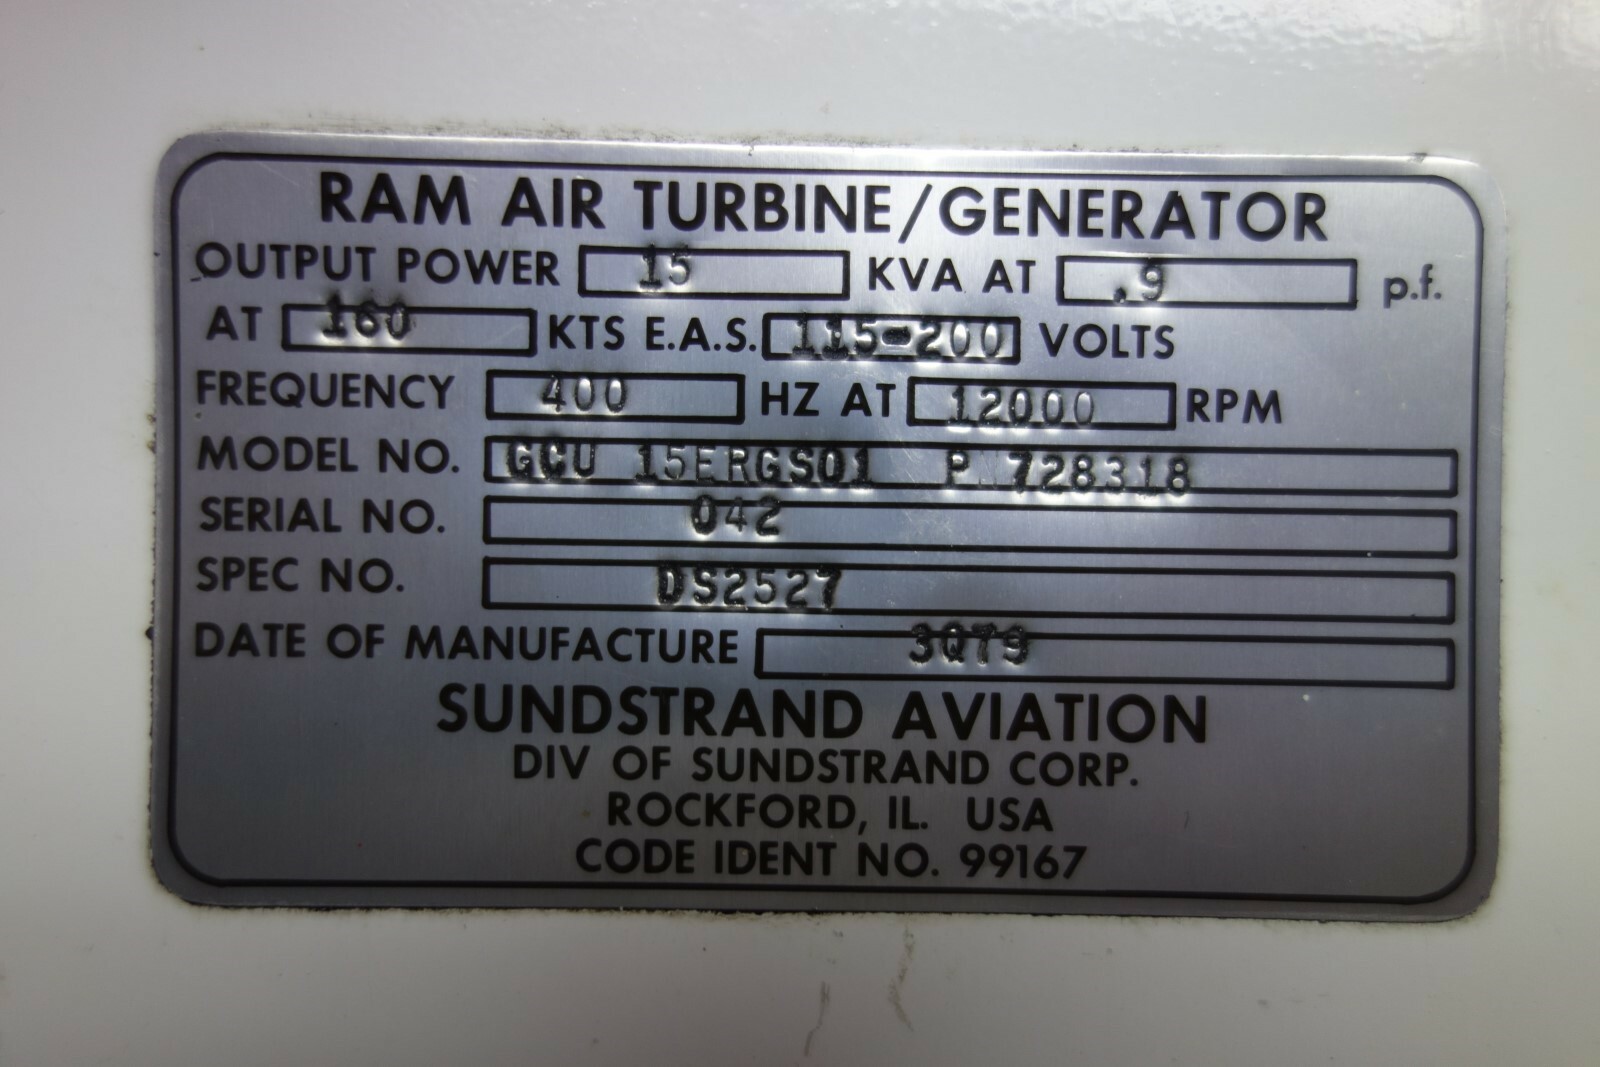 RAM AIR TURBINE/GENERATOR
OUTPUT POWER 15 KVA AT .9 p.f.
AT 160 KTS E.A.S. 115-200 VOLTS
FREQUENCY 400 HZ AT 12000 RPM
MODEL NO. GCU 15ERGS01 P. 728318
SERIAL NO. 042
SPEC NO. DS2527
DATE OF MANUFACTURE 3Q79
SUNDSTRAND AVIATION
DIV OF SUNDSTRAND CORP.
ROCKFORD, IL. USA
CODE IDENT NO. 99167